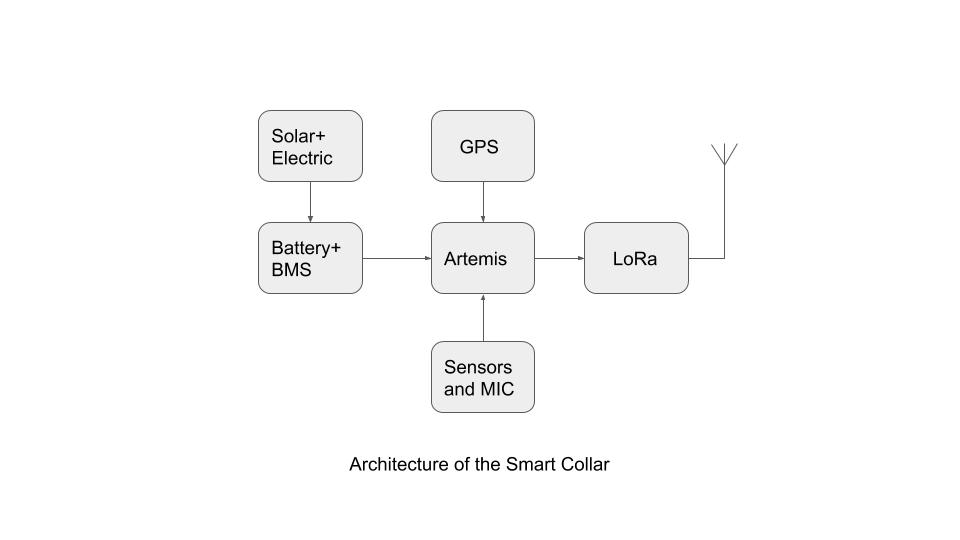 Solar+
Electric
GPS
Battery+
BMS
Artemis
LoRa
Sensors
and MIC
Architecture of the Smart Collar